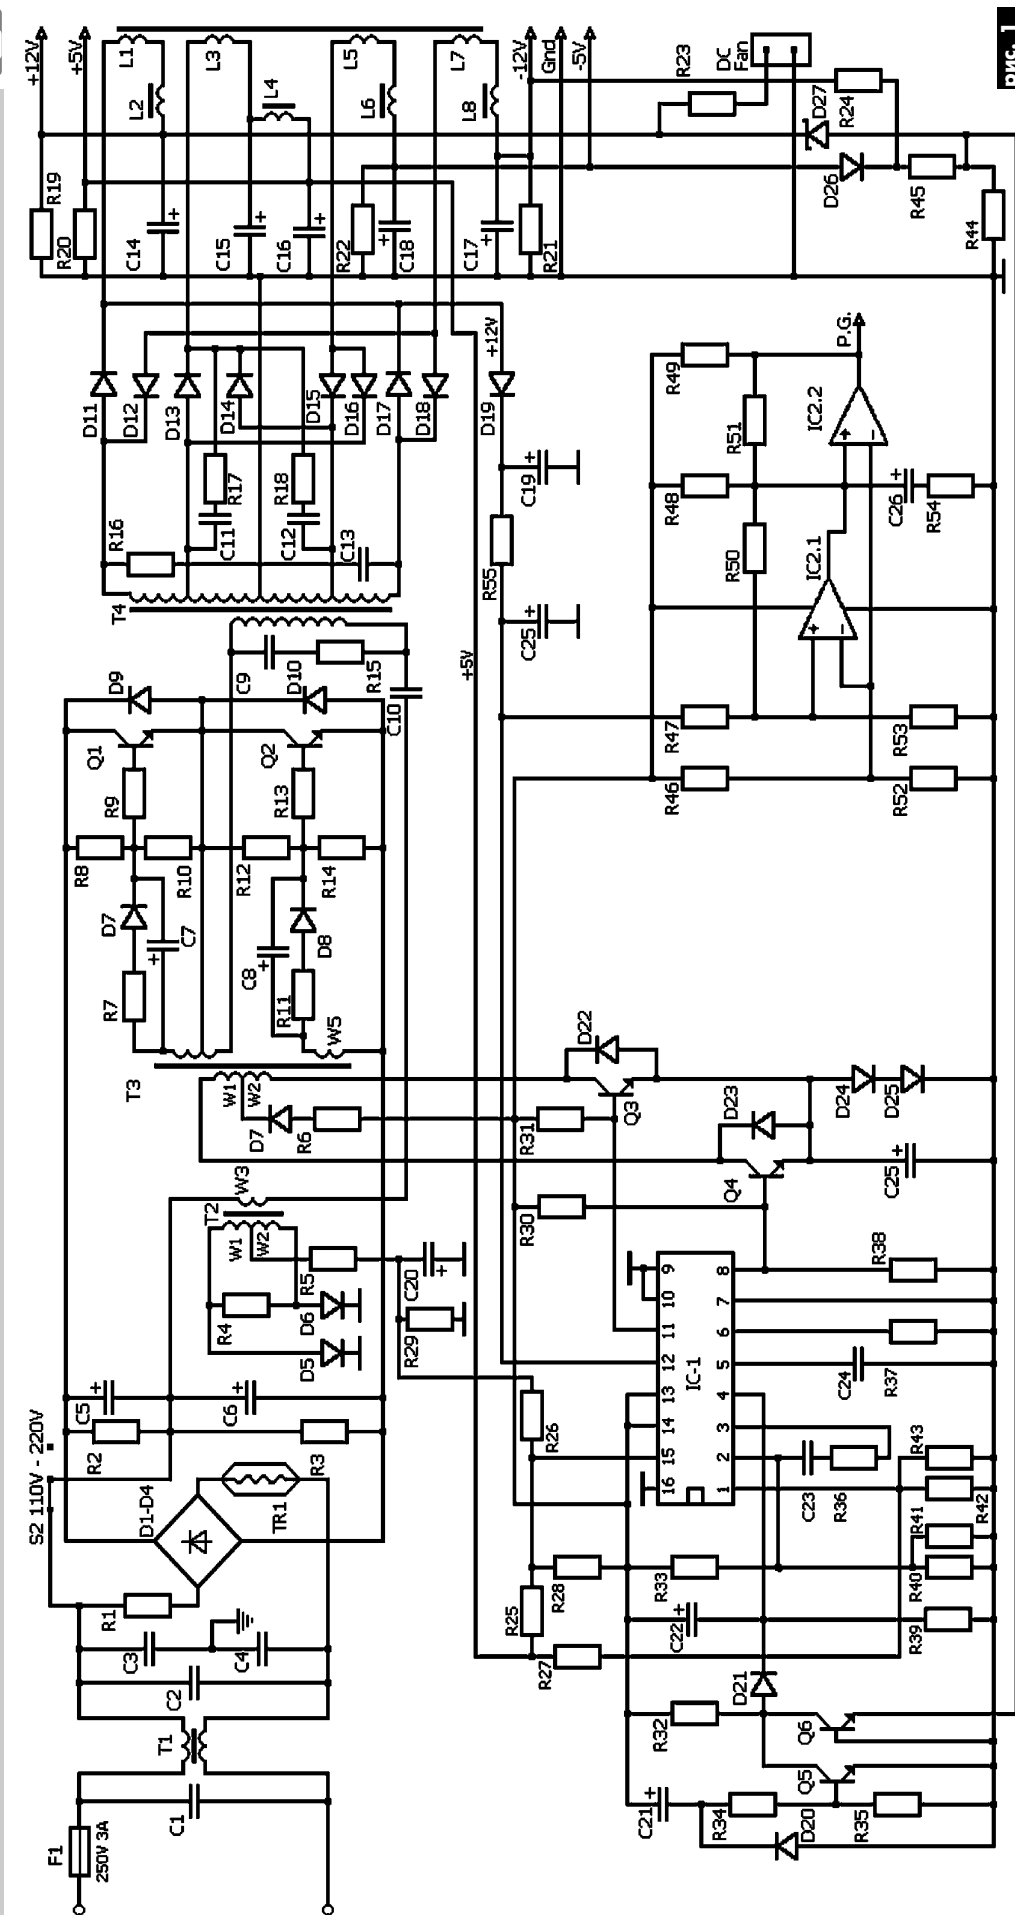 +12V
+5V
L1
L3
L5
L7
-12V
Gnd
-5V
R23
DC
Fan
L2
L4
L6
L8
D27
R24
R19
R20
C14
C15
C16
R22
C18
C17
R21
D26
R45
R44
D11
D12
D13
D14
D15
D16
D17
D18
D19
+12V
R49
P.G.
R16
R17
R18
C11
C12
C13
C19
R55
R48
R51
IC2.2
C26
R54
R50
IC2.1
T4
C25
+5V
D9
C9
D10
R15
C10
Q1
Q2
R47
R53
R46
R52
R9
R13
R8
R10
R12
R14
D7
C7
D8
C8
R7
R11
W5
T3
D22
W1
W2
D7
R6
R31
Q3
D23
D24
D25
W3
Q4
C25
T2
W1
W2
R30
R5
C20
R38
R4
D6
D5
R29
9
10
11
12
13
14
15
16
IC-1
8
7
6
5
4
3
2
1
C24
R37
C5
C6
R2
R3
S2 110V - 220V
D1-D4
TR1
R26
C23
R36
R43
R42
R41
R40
R1
R25
R28
R33
C3
C4
C2
R27
C22
R39
D21
T1
R32
Q6
Q5
C1
C21
R34
D20
R35
F1
250V 3A